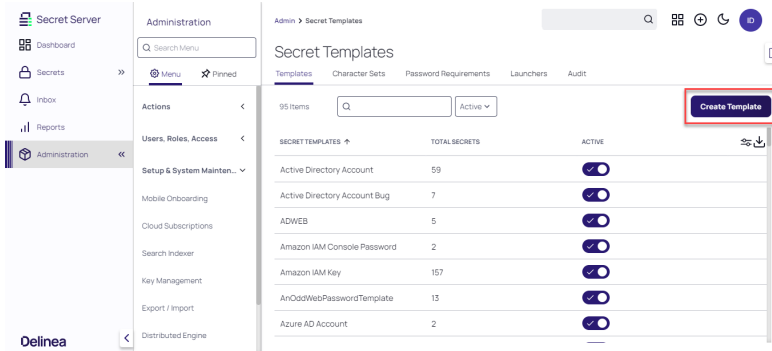 Secret Server
Dashboard
Secrets
Inbox
Reports
Administration
Delinea
Administration
Search Menu
Menu
Pinned
Actions
Users, Roles, Access
Setup & System Mainten...
Mobile Onboarding
Cloud Subscriptions
Search Indexer
Key Management
Export / Import
Distributed Engine
Admin > Secret Templates
ID
Secret Templates
Templates Character Sets Password Requirements Launchers Audit
95 Items Active Create Template
SECRET TEMPLATES TOTAL SECRETS ACTIVE
Active Directory Account 59
Active Directory Account Bug 7
ADWEB 5
Amazon IAM Console Password 2
Amazon IAM Key 157
AnOddWebPasswordTemplate 13
Azure AD Account 2